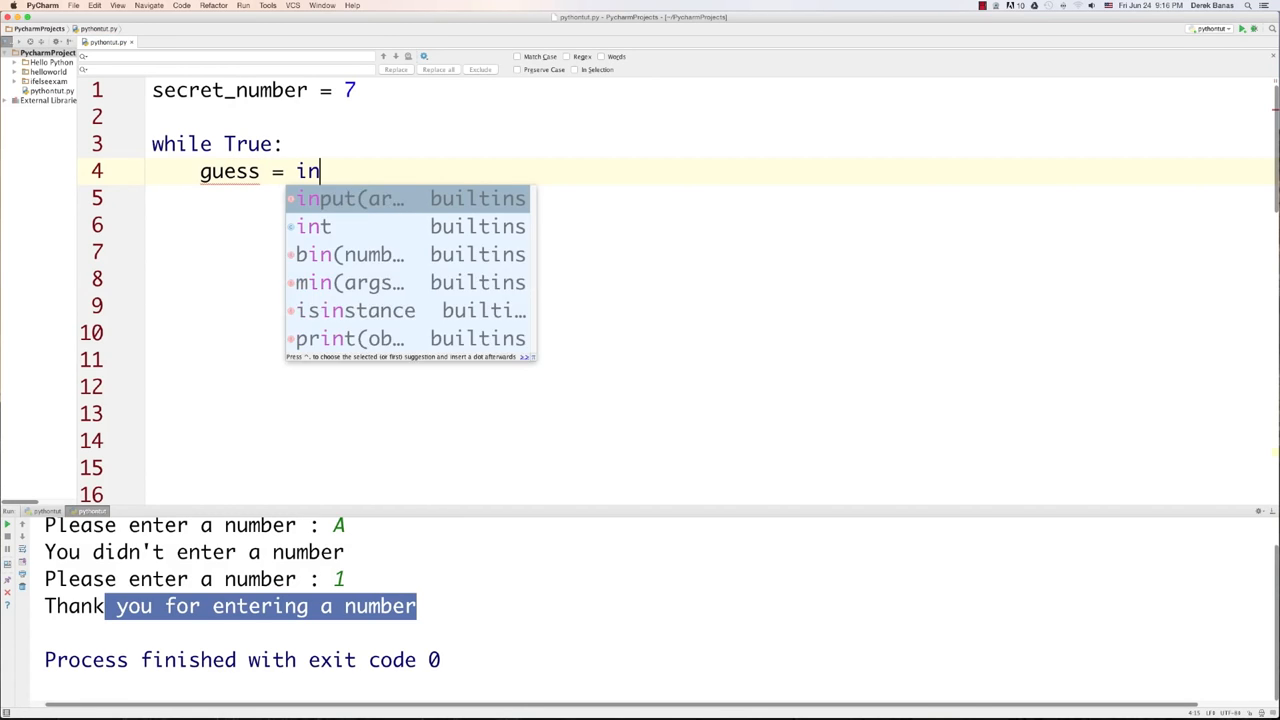 PyCharm File Edit View Navigate Code Refactor Run Tools VCS Window Help Fri Jun 24 9:16 PM Derek Banas
pythontut.py - PycharmProjects - [~/PycharmProjects]
PycharmProjects pythontut.py pythontut
pythontut.py ×
PycharmProject
Hello Python
helloworld
ifelseexam
pythontut.py
External Librarie
Match Case Regex Words
Replace Replace all Exclude Preserve Case In Selection
1 secret_number = 7
2
3 while True:
4 guess = in
5 input(ar… builtins
6 int builtins
7 bin(numb… builtins
8 min(args… builtins
9 isinstance builti…
10 print(ob… builtins
Press ^. to choose the selected (or first) suggestion and insert a dot afterwards >>
11
12
13
14
15
16
Run: pythontut pythontut
Please enter a number : A
You didn't enter a number
Please enter a number : 1
Thank you for entering a number
Process finished with exit code 0
4:15 LF÷ UTF-8÷